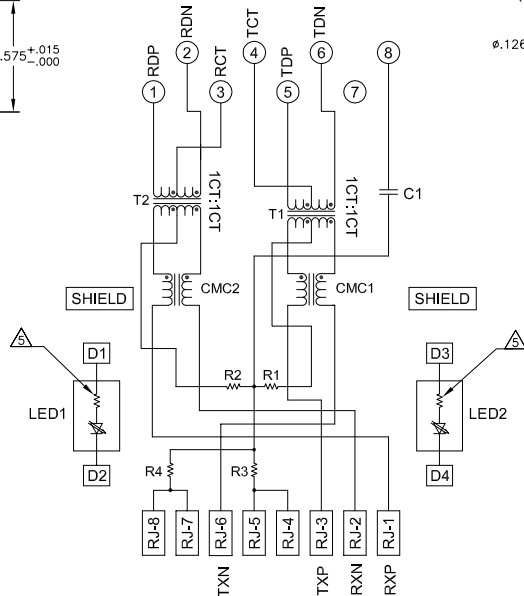 .575 +.015 -.000
ø.126
RDP
RDN
RCT
TCT
TDP
TDN
1
2
3
4
5
6
7
8
T2
1CT:1CT
T1
1CT:1CT
C1
CMC2
CMC1
SHIELD
SHIELD
5
D1
LED1
D2
R2
R1
5
D3
LED2
D4
R4
R3
RJ-8
RJ-7
RJ-6
RJ-5
RJ-4
RJ-3
RJ-2
RJ-1
TXN
TXP
RXN
RXP